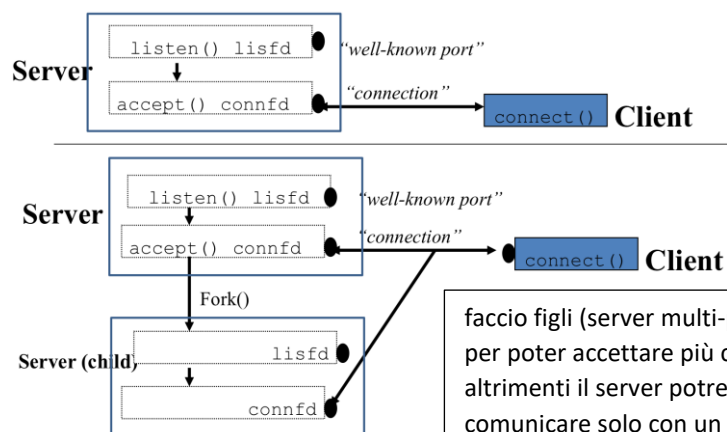 listen() lisfd
“well-known port”
Server
“connection”
accept() connfd
connect()
Client
listen() lisfd
“well-known port”
Server
“connection”
accept() connfd
connect()
Client
Fork()
faccio figli (server multi-
Server (child)
lisfd
per poter accettare più
altrimenti il server potre
connfd
comunicare solo con un